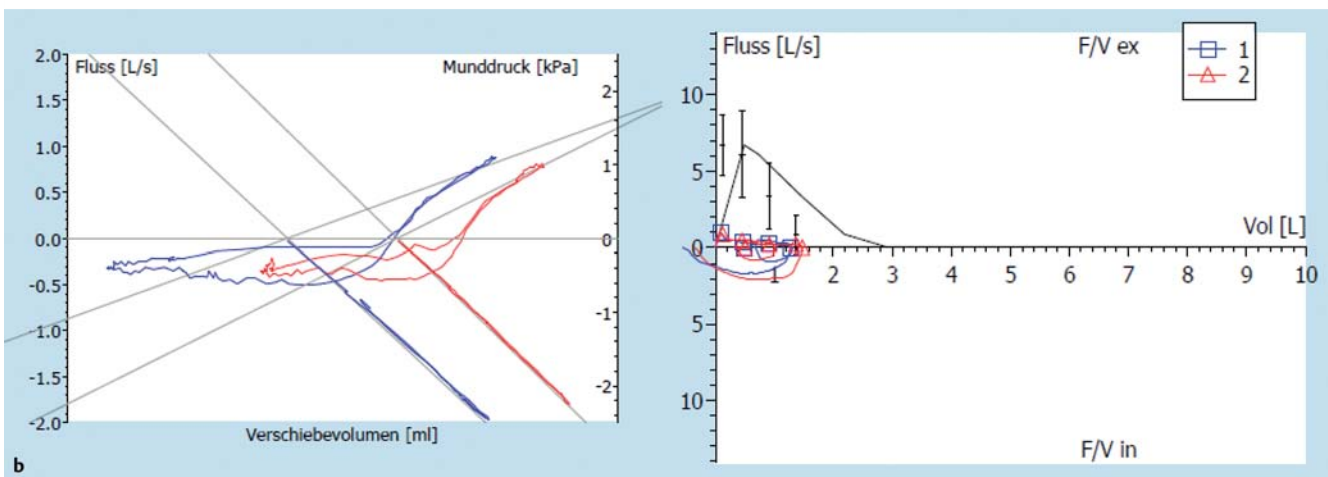 Fluss [L/s]
Munddruck [kPa]
2.0
1.5
1.0
0.5
0.0
-0.5
-1.0
-1.5
-2.0
2
1
0
-1
-2
Verschiebevolumen [ml]
b
Fluss [L/s]
F/V ex
1
2
10
5
0
5
10
Vol [L]
1 2 3 4 5 6 7 8 9 10
F/V in